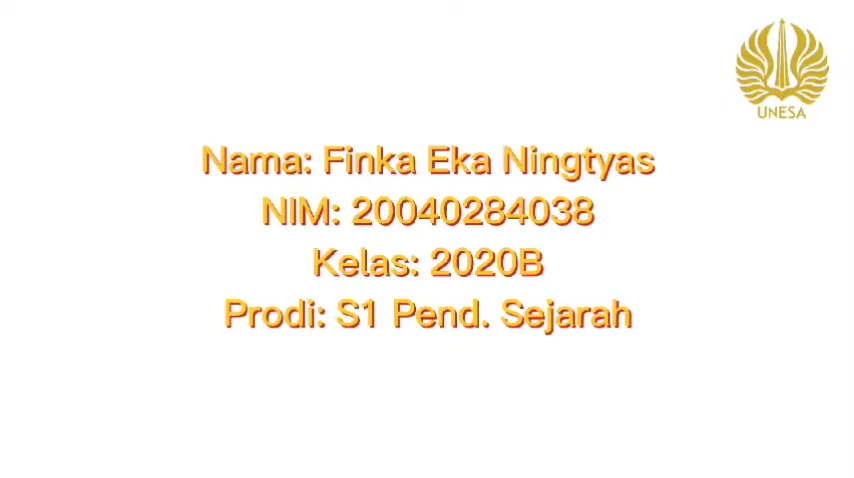 UNESA
Nama: Finka Eka Ningtyas
NIM: 20040284038
Kelas: 2020B
Prodi: S1 Pend. Sejarah